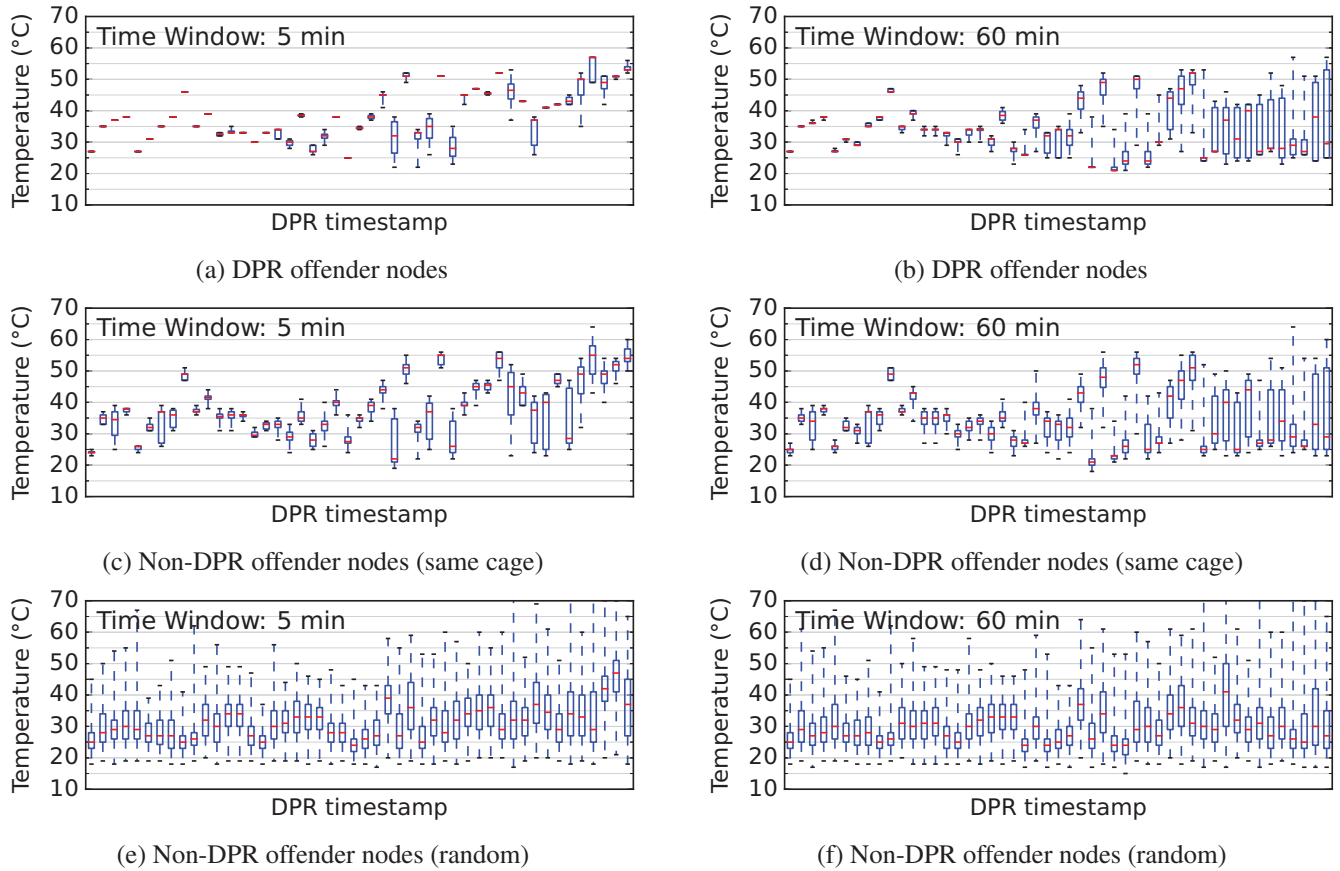 70
60
50
40
30
20
10
Temperature (°C)
Time Window: 5 min
DPR timestamp
(a) DPR offender nodes
70
60
50
40
30
20
10
Temperature (°C)
Time Window: 60 min
DPR timestamp
(b) DPR offender nodes
70
60
50
40
30
20
10
Temperature (°C)
Time Window: 5 min
DPR timestamp
(c) Non-DPR offender nodes (same cage)
70
60
50
40
30
20
10
Temperature (°C)
Time Window: 60 min
DPR timestamp
(d) Non-DPR offender nodes (same cage)
70
60
50
40
30
20
10
Temperature (°C)
Time Window: 5 min
DPR timestamp
(e) Non-DPR offender nodes (random)
70
60
50
40
30
20
10
Temperature (°C)
Time Window: 60 min
DPR timestamp
(f) Non-DPR offender nodes (random)